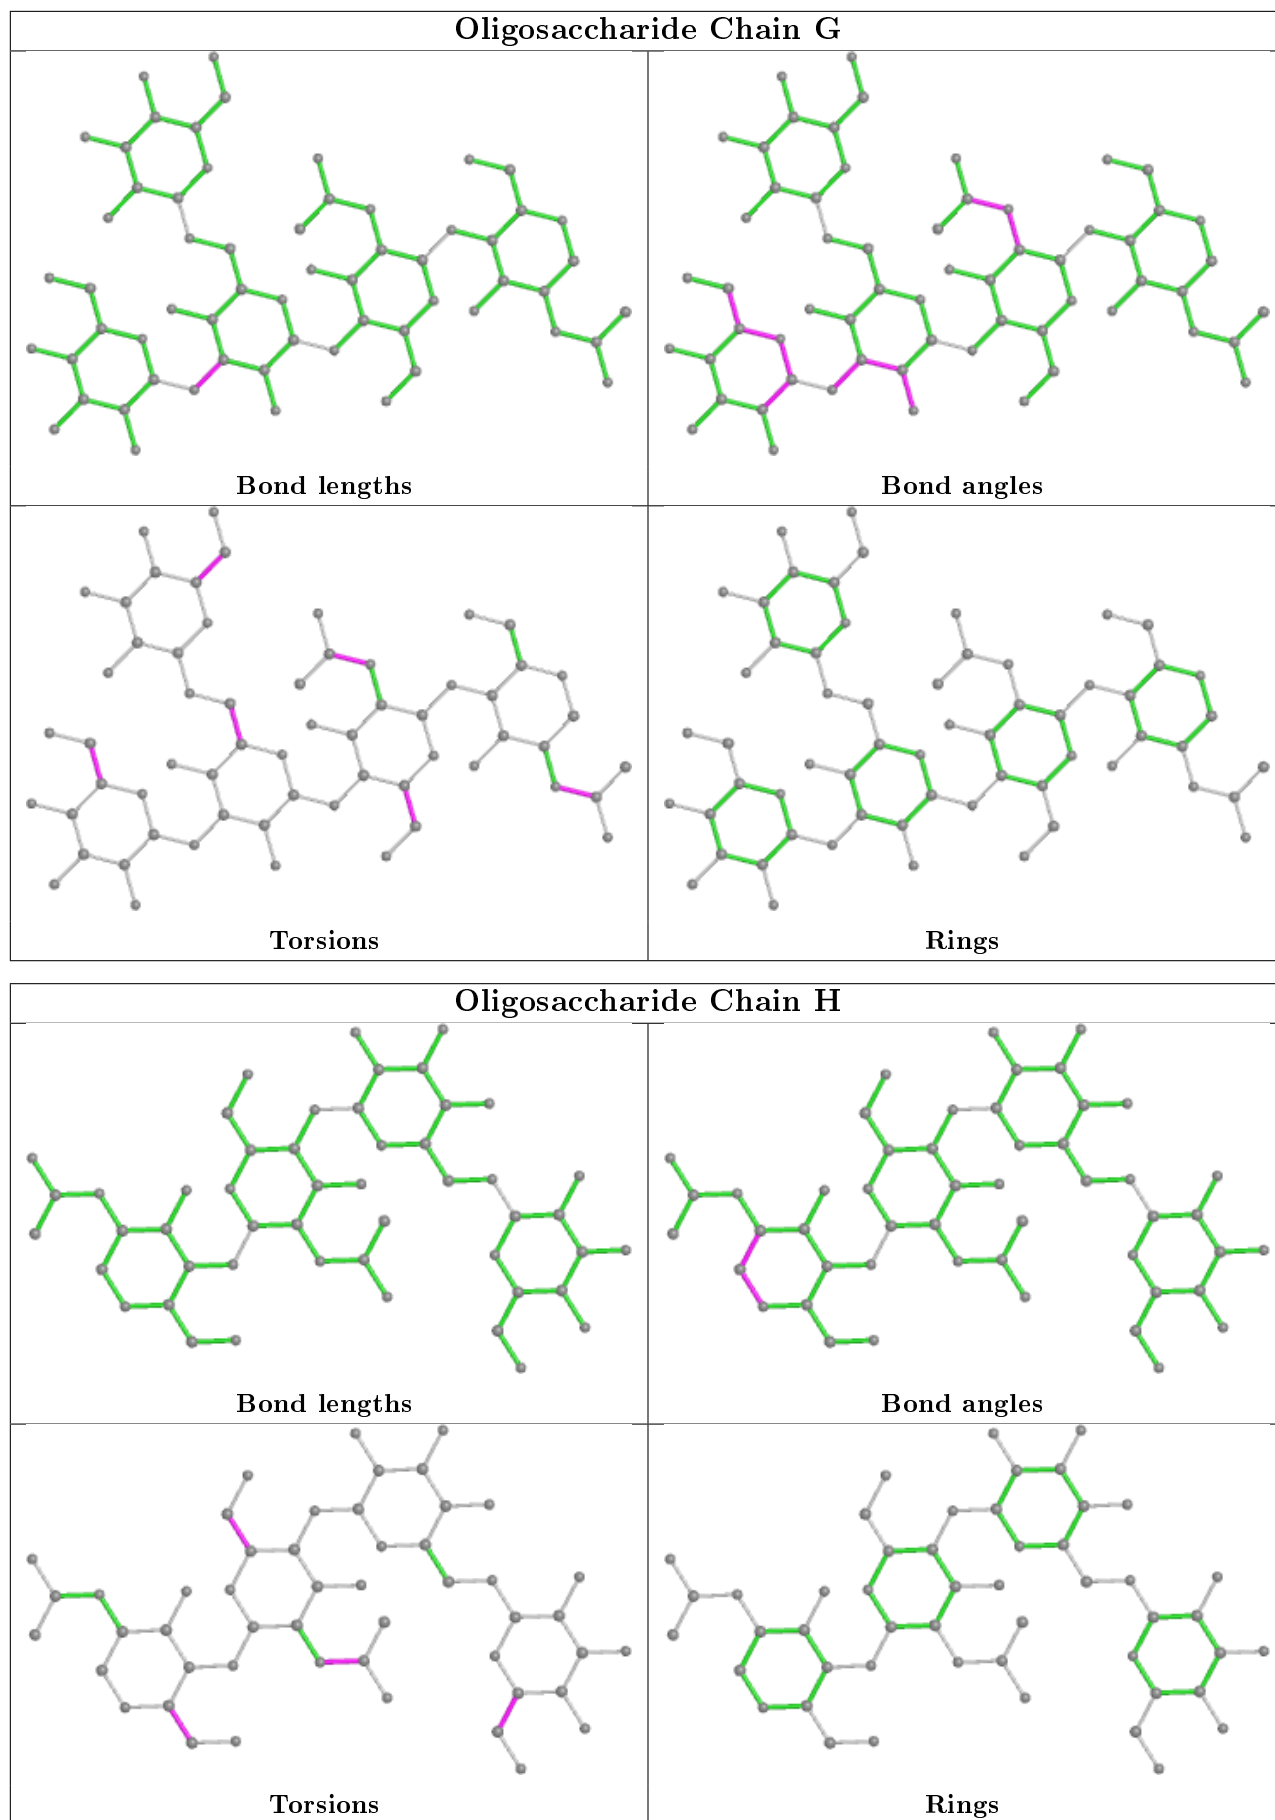 Oligosaccharide Chain G
Bond lengths
Bond angles
Torsions
Rings
Oligosaccharide Chain H
Bond lengths
Bond angles
Torsions
Rings